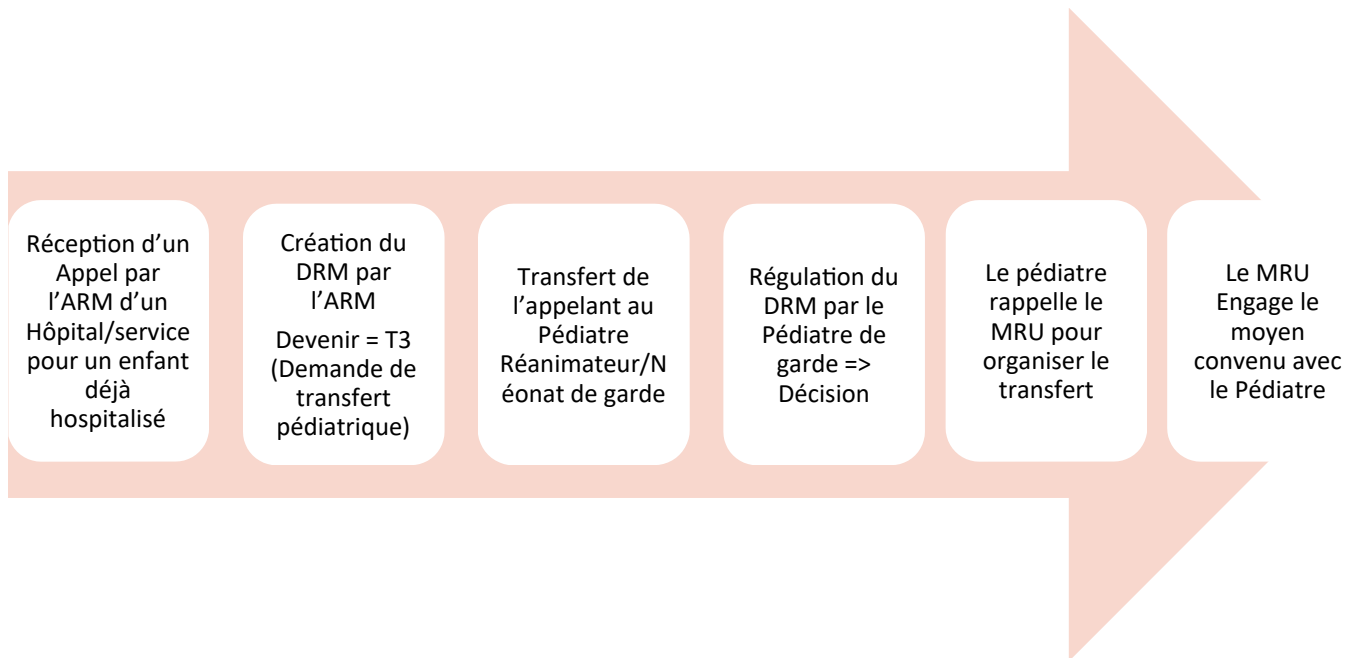 Réception d’un
Appel par
l’ARM d’un
Hôpital/service
pour un enfant
déjà
hospitalisé
Création du
DRM par
l’ARM
Devenir = T3
(Demande de
transfert
pédiatrique)
Transfert de
l’appelant au
Pédiatre
Réanimateur/N
éonat de garde
Régulation du
DRM par le
Pédiatre de
garde =>
Décision
Le pédiatre
rappelle le
MRU pour
organiser le
transfert
Le MRU
Engage le
moyen
convenu avec
le Pédiatre